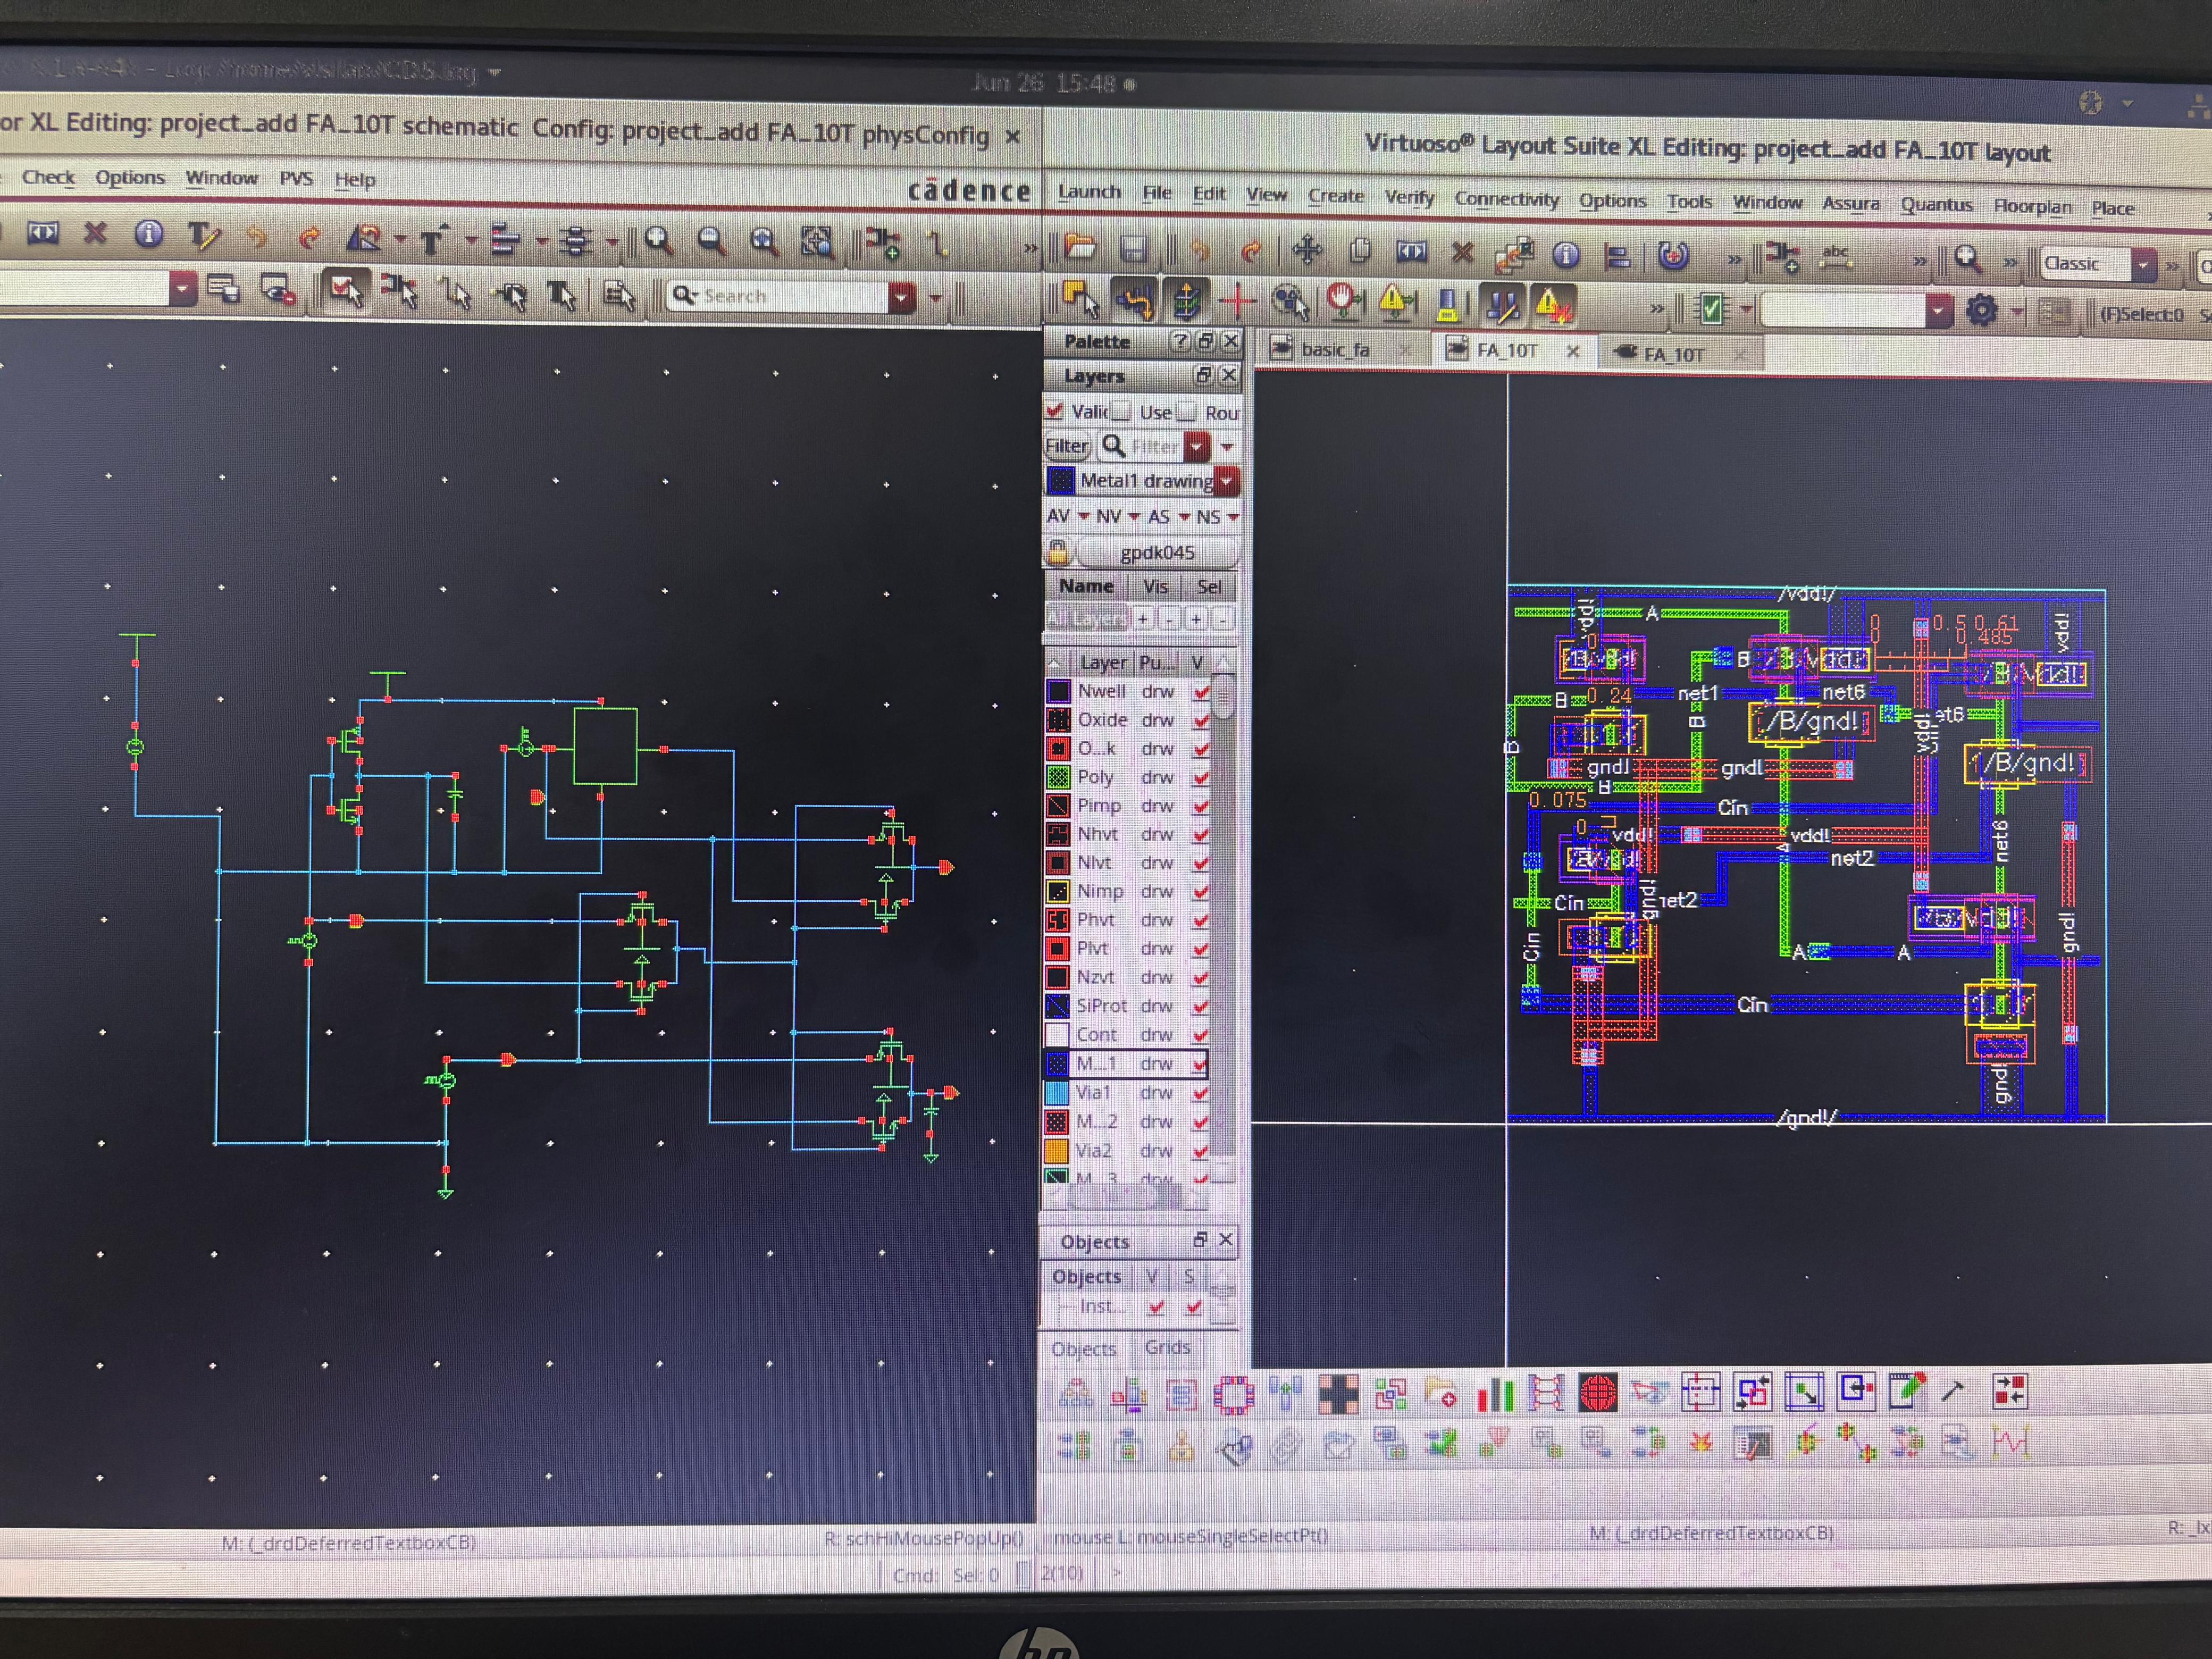 Jun 26 15:48
or XL Editing: project_add FA_10T schematic Config: project_add FA_10T physConfig
Check Options Window PVS Help
cādence
Search
Virtuoso® Layout Suite XL Editing: project_add FA_10T layout
Launch File Edit View Create Verify Connectivity Options Tools Window Assura Quantus Floorplan Place
abc
Classic
(F)Select:0
Palette
basic_fa
FA_10T
FA_10T
Layers
Valid Use Rou
Filter Filter
Metal1 drawing
AV NV AS NS
gpdk045
Name Vis Sel
All Layers + - + -
Layer Pu... V
Nwell drw
Oxide drw
O...k drw
Poly drw
Pimp drw
Nhvt drw
Nlvt drw
Nimp drw
Phvt drw
Plvt drw
Nzvt drw
SiProt drw
Cont drw
M...1 drw
Via1 drw
M...2 drw
Via2 drw
M...3 drw
Objects
Objects V S
Inst...
Objects Grids
/vdd!/
A
0.5 0.61
0.485
vdd!
B
vdd!
B 0.24
net1
net6
B
B
/B/gnd!
vdd!
gnd! gnd!
/B/gnd!
B
0.075
Cin
0
vdd! vdd!
net2
net6
Cin
gnd!
Cin
A A
gnd!
Cin
gnd!
/gnd!/
M: (_drdDeferredTextboxCB)
R: schHiMousePopUp()
mouse L: mouseSingleSelectPt()
M: (_drdDeferredTextboxCB)
Cmd: Sel: 0
2(10) >
hp